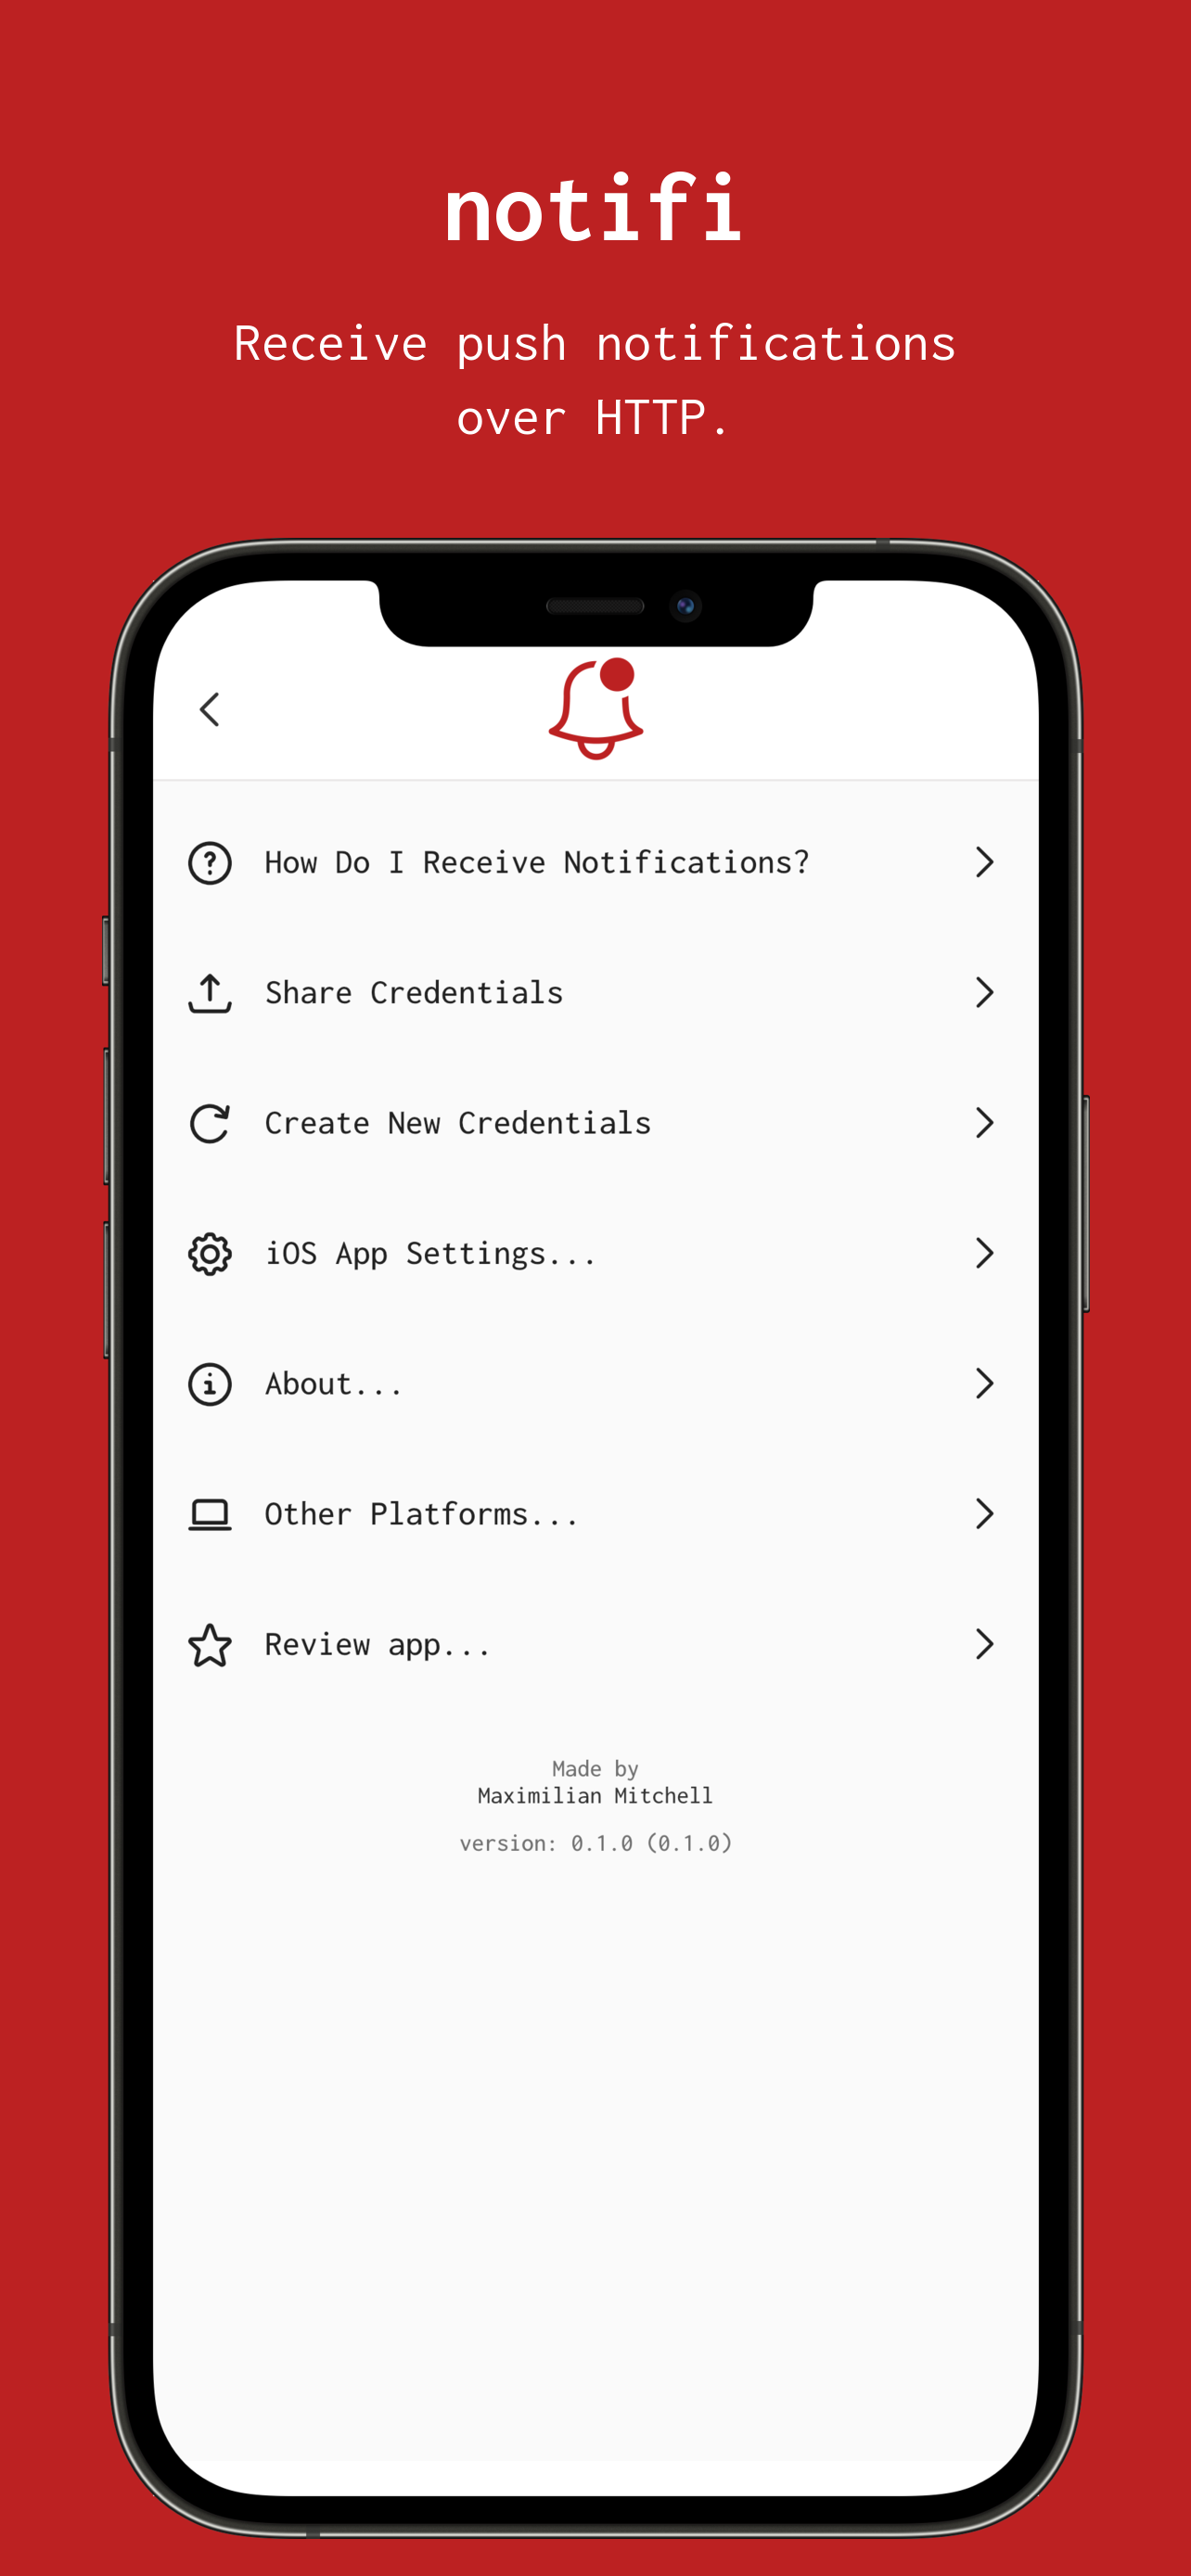 notifi
Receive push notifications
over HTTP.
How Do I Receive Notifications?
Share Credentials
Create New Credentials
iOS App Settings...
About...
Other Platforms...
Review app...
Made by
Maximilian Mitchell
version: 0.1.0 (0.1.0)